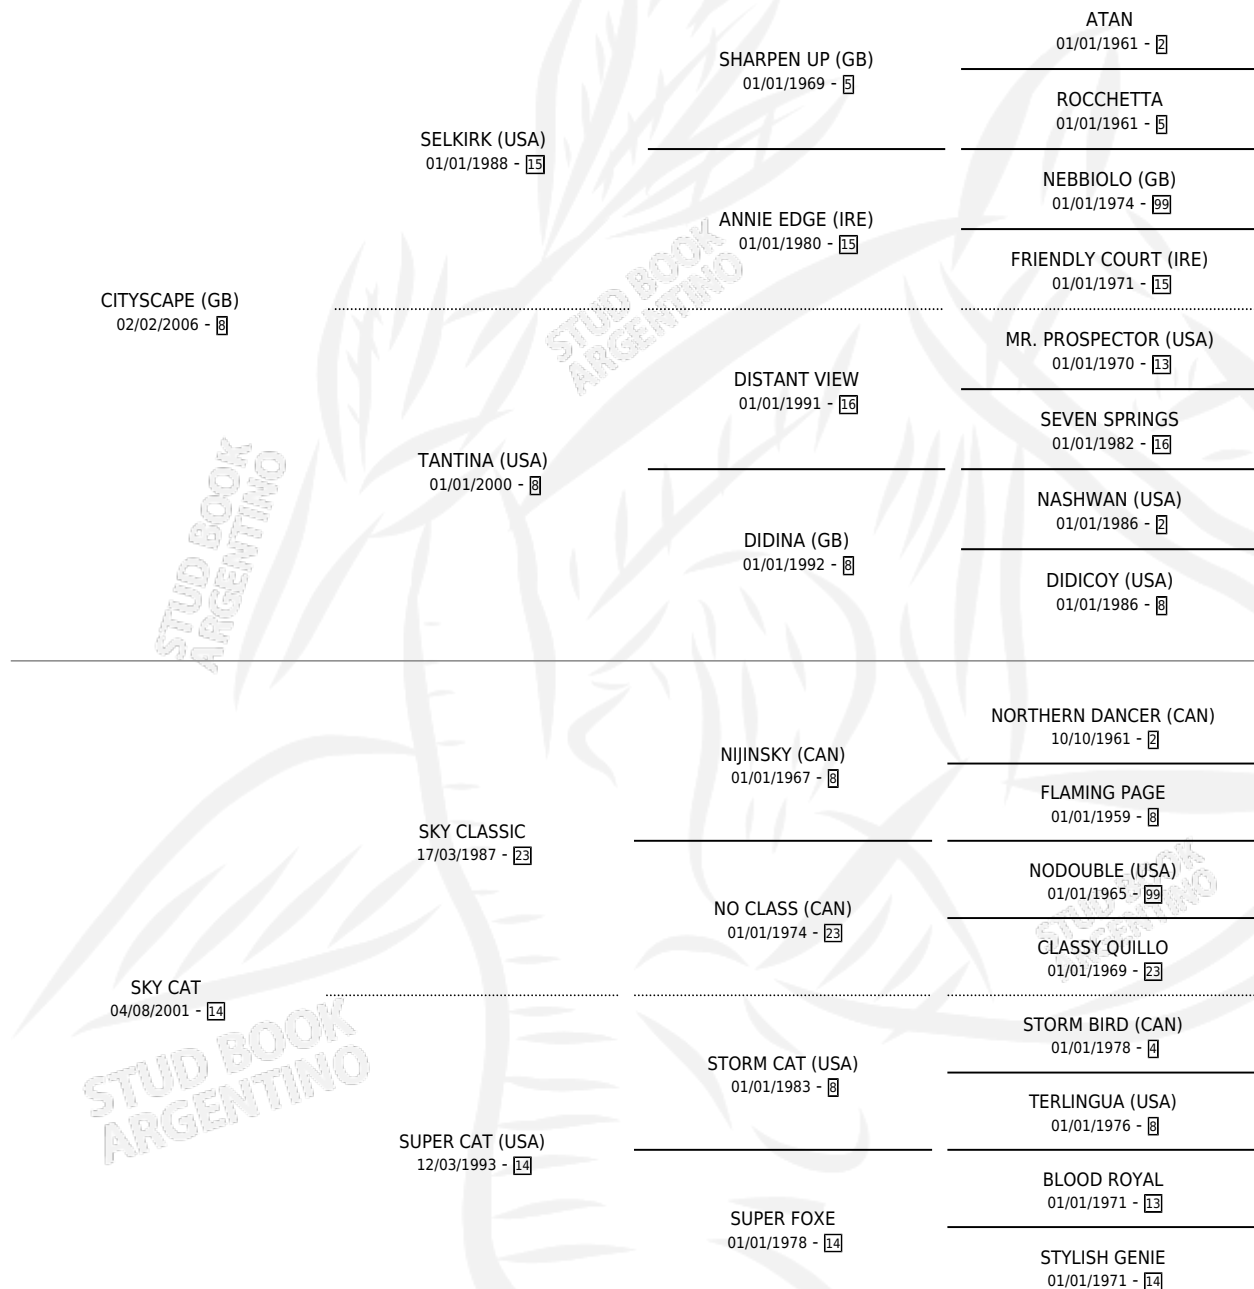 CITYSCAPE (GB)
02/02/2006 - 8
SELKIRK (USA)
01/01/1988 - 15
TANTINA (USA)
01/01/2000 - 8
SHARPEN UP (GB)
01/01/1969 - 5
ANNIE EDGE (IRE)
01/01/1980 - 15
DISTANT VIEW
01/01/1991 - 16
DIDINA (GB)
01/01/1992 - 8
ATAN
01/01/1961 - 2
ROCCHETTA
01/01/1961 - 5
NEBBIOLO (GB)
01/01/1974 - 99
FRIENDLY COURT (IRE)
01/01/1971 - 15
MR. PROSPECTOR (USA)
01/01/1970 - 13
SEVEN SPRINGS
01/01/1982 - 16
NASHWAN (USA)
01/01/1986 - 2
DIDICOY (USA)
01/01/1986 - 8
SKY CAT
04/08/2001 - 14
SKY CLASSIC
17/03/1987 - 23
SUPER CAT (USA)
12/03/1993 - 14
NIJINSKY (CAN)
01/01/1967 - 8
NO CLASS (CAN)
01/01/1974 - 23
STORM CAT (USA)
01/01/1983 - 8
SUPER FOXE
01/01/1978 - 14
NORTHERN DANCER (CAN)
10/10/1961 - 2
FLAMING PAGE
01/01/1959 - 8
NODOUBLE (USA)
01/01/1965 - 99
CLASSY QUILLO
01/01/1969 - 23
STORM BIRD (CAN)
01/01/1978 - 4
TERLINGUA (USA)
01/01/1976 - 8
BLOOD ROYAL
01/01/1971 - 13
STYLISH GENIE
01/01/1971 - 14
STUD BOOK
ARGENTINO
STUD BOOK
ARGENTINO
STUD BOOK
ARGENTINO
STUD BOOK
ARGENTINO